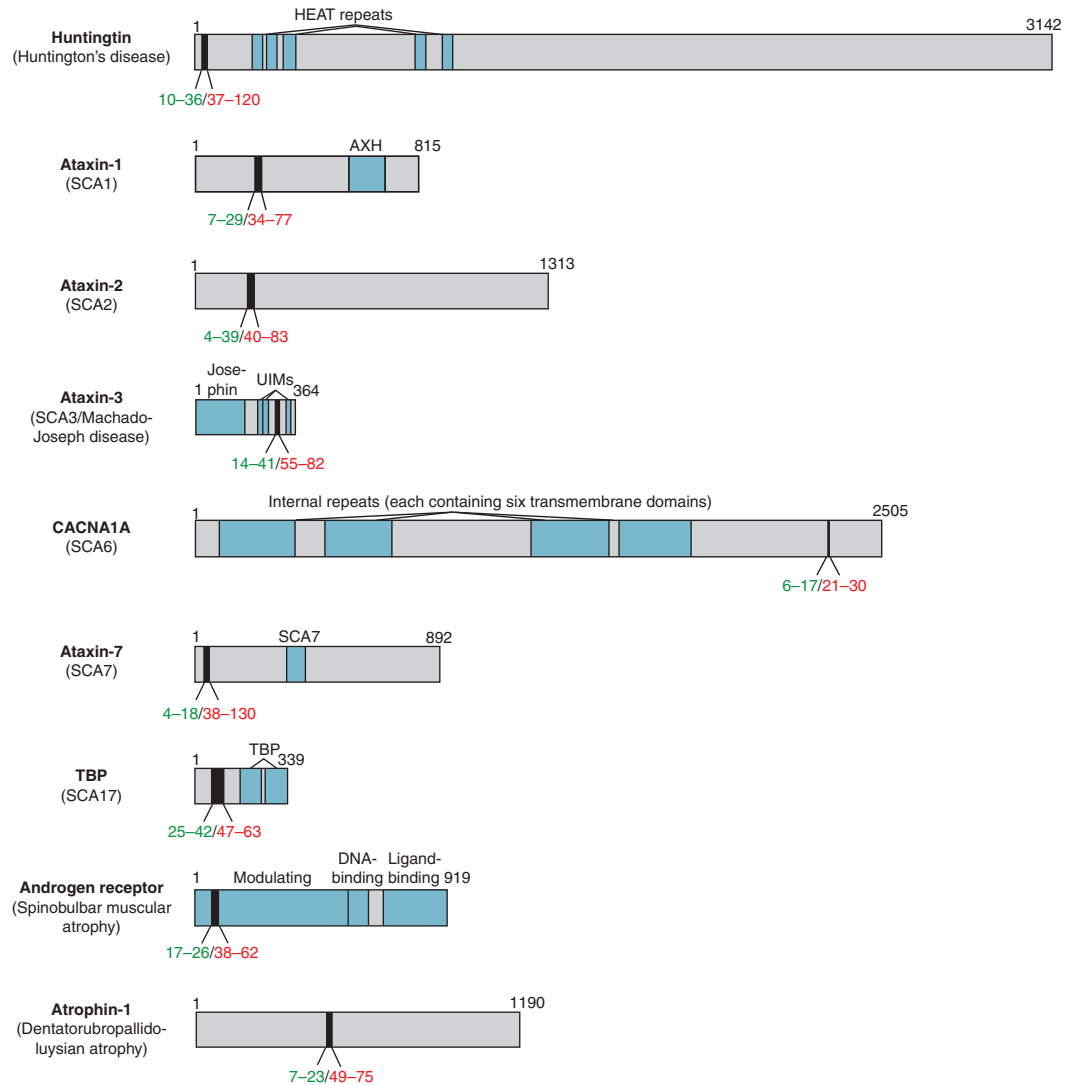 HEAT repeats
1
3142
Huntingtin
(Huntington's disease)
10–36/37–120
1
AXH
815
Ataxin-1
(SCA1)
7–29/34–77
1
1313
Ataxin-2
(SCA2)
4–39/40–83
Jose-
phin
UIMs
1
364
Ataxin-3
(SCA3/Machado-
Joseph disease)
14–41/55–82
Internal repeats (each containing six transmembrane domains)
1
2505
CACNA1A
(SCA6)
6–17/21–30
1
SCA7
892
Ataxin-7
(SCA7)
4–18/38–130
1
TBP
339
TBP
(SCA17)
25–42/47–63
1
Modulating
DNA-
binding
Ligand-
binding
919
Androgen receptor
(Spinobulbar muscular
atrophy)
17–26/38–62
1
1190
Atrophin-1
(Dentatorubropallido-
luysian atrophy)
7–23/49–75